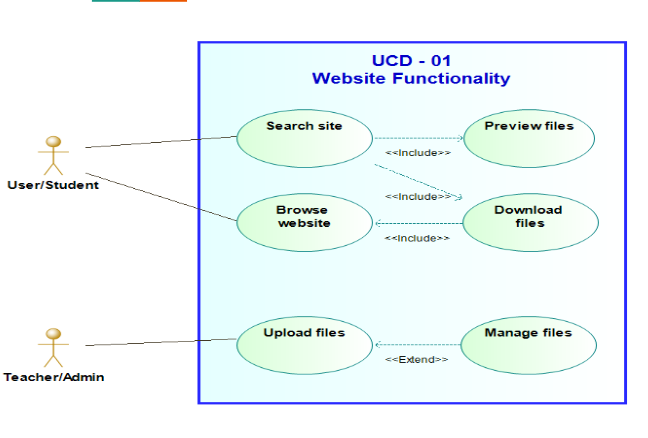 UCD - 01
Website Functionality
Search site
Preview files
<<Include>>
User/Student
<<Include>>
Browse
website
Download
files
<<Include>>
Upload files
Manage files
<<Extend>>
Teacher/Admin